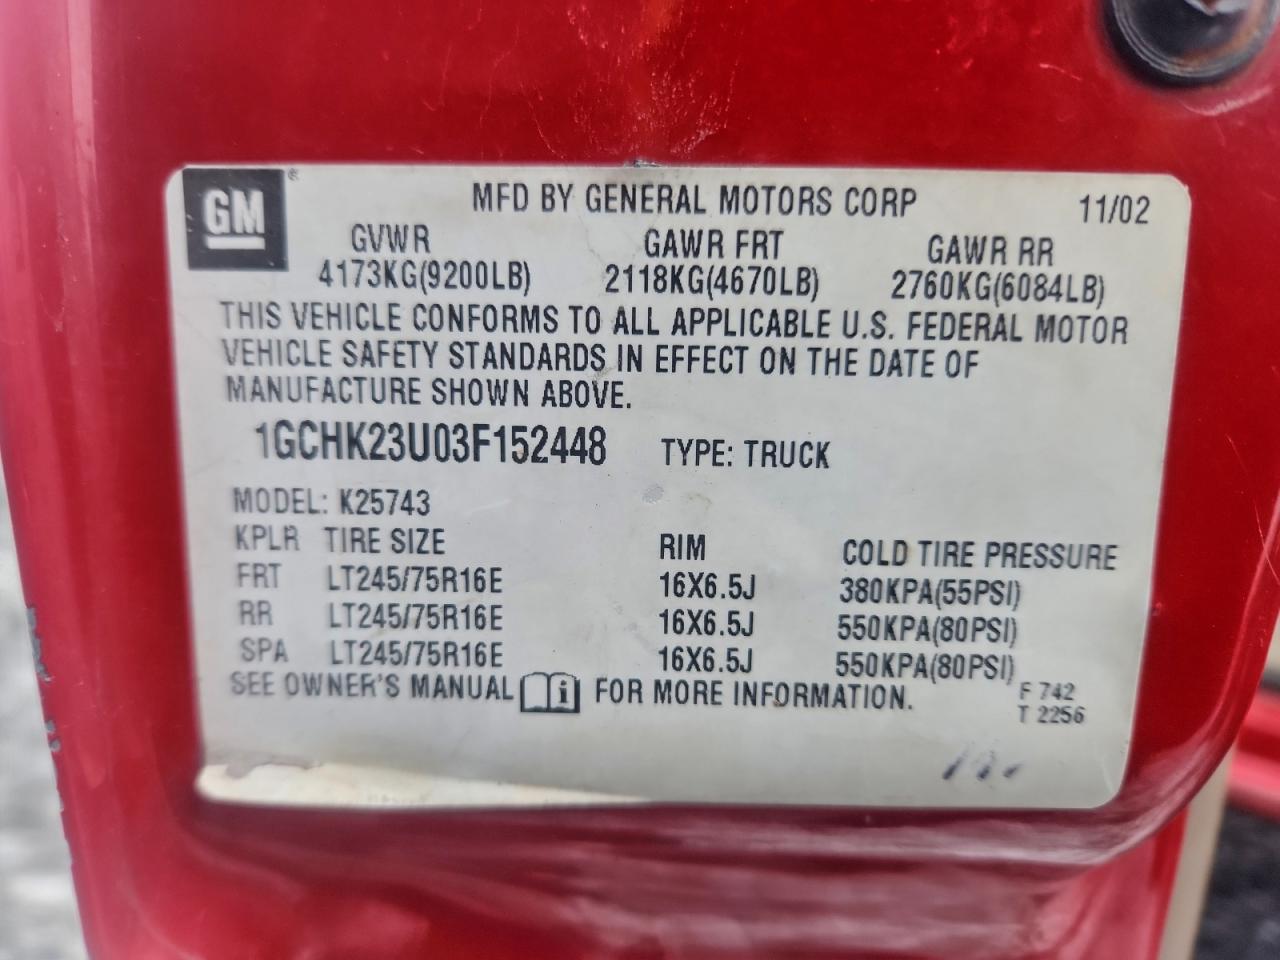 GM®
MFD BY GENERAL MOTORS CORP 11/02
GVWR GAWR FRT GAWR RR
4173KG(9200LB) 2118KG(4670LB) 2760KG(6084LB)
THIS VEHICLE CONFORMS TO ALL APPLICABLE U.S. FEDERAL MOTOR
VEHICLE SAFETY STANDARDS IN EFFECT ON THE DATE OF
MANUFACTURE SHOWN ABOVE.
1GCHK23U03F152448 TYPE: TRUCK
MODEL: K25743
KPLR TIRE SIZE RIM COLD TIRE PRESSURE
FRT LT245/75R16E 16X6.5J 380KPA(55PSI)
RR LT245/75R16E 16X6.5J 550KPA(80PSI)
SPA LT245/75R16E 16X6.5J 550KPA(80PSI)
SEE OWNER'S MANUAL i FOR MORE INFORMATION.
F 742
T 2256